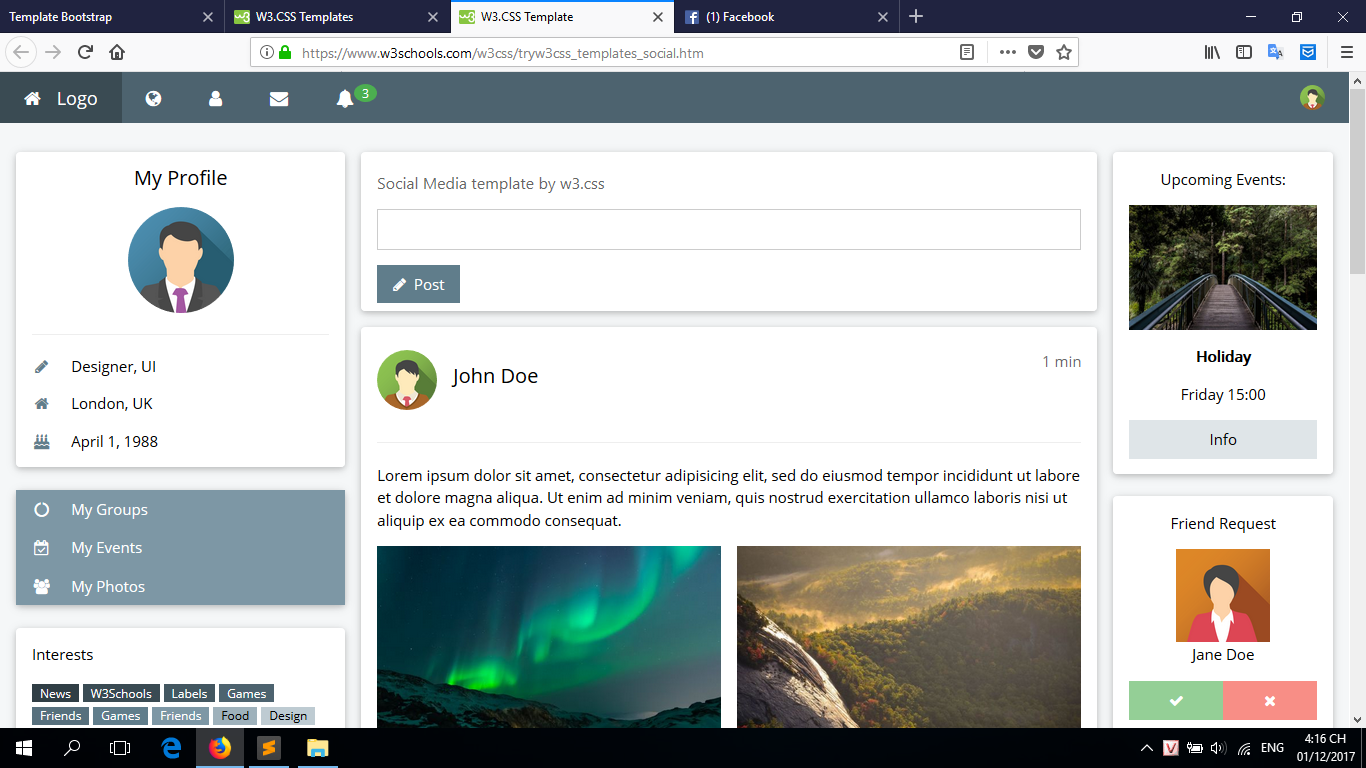 Template Bootstrap
W3.CSS Templates
W3.CSS Template
(1) Facebook
https://www.w3schools.com/w3css/tryw3css_templates_social.htm
Logo
3
My Profile
Designer, UI
London, UK
April 1, 1988
My Groups
My Events
My Photos
Interests
News W3Schools Labels Games
Friends Games Friends Food Design
Social Media template by w3.css
Post
John Doe
1 min
Lorem ipsum dolor sit amet, consectetur adipisicing elit, sed do eiusmod tempor incididunt ut labore
et dolore magna aliqua. Ut enim ad minim veniam, quis nostrud exercitation ullamco laboris nisi ut
aliquip ex ea commodo consequat.
Upcoming Events:
Holiday
Friday 15:00
Info
Friend Request
Jane Doe
ENG
4:16 CH
01/12/2017